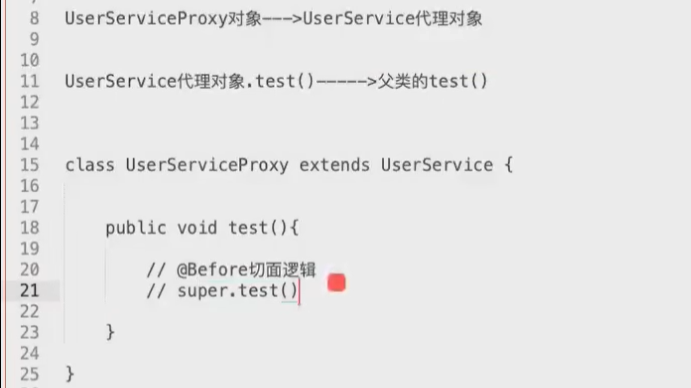 8 UserServiceProxy对象--->UserService代理对象
9
10
11 UserService代理对象.test()----->父类的test()
12
13
14
15 class UserServiceProxy extends UserService {
16
17
18 public void test(){
19
20 // @Before切面逻辑
21 // super.test()
22
23 }
24
25 }